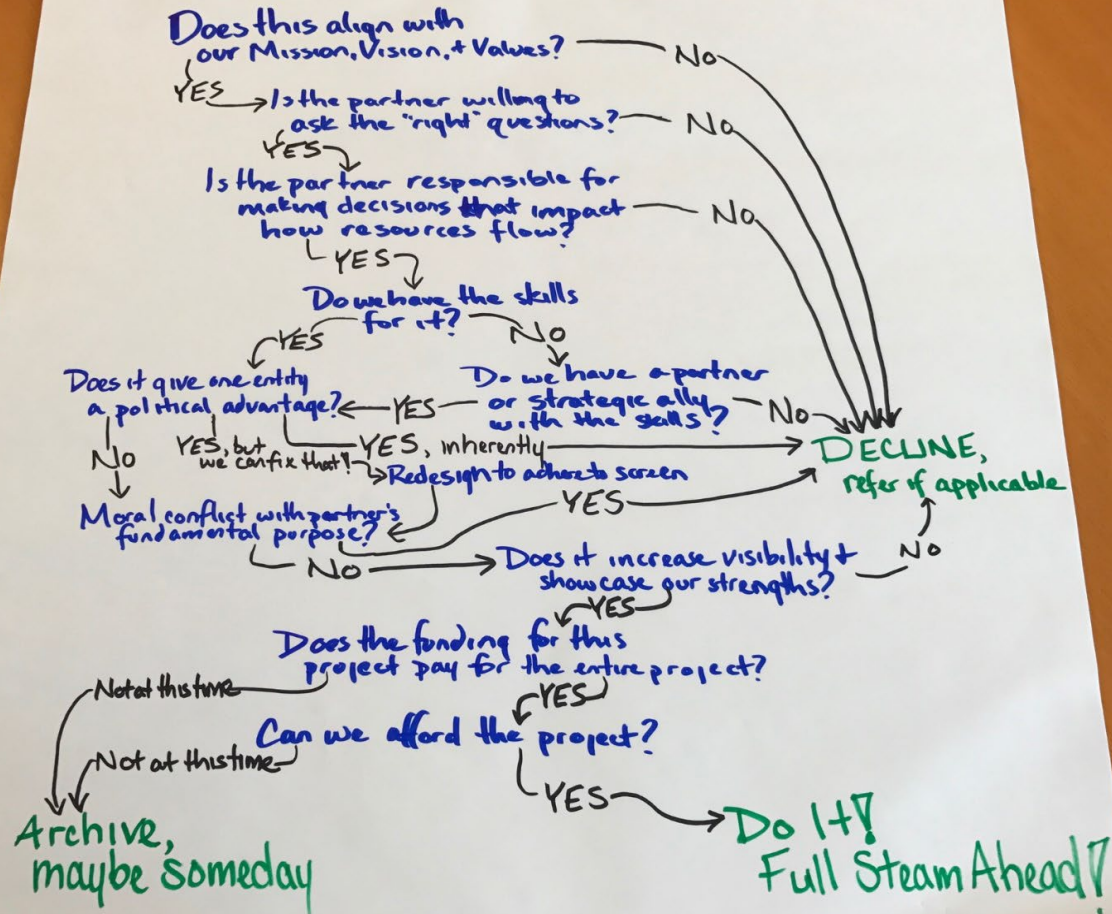 Does this align with
our Mission, Vision, + Values?
No
YES
Is the partner willing to
ask the "right" questions?
No
YES
Is the partner responsible for
making decisions that impact
how resources flow?
No
YES
Do we have the skills
for it?
YES
No
Does it give one entity
a political advantage?
YES
Do we have a partner
or strategic ally
with the skills?
No
No
YES, but
we can fix that!
YES, inherently
DECLINE,
refer if applicable
Redesign to adhere to screen
Moral conflict with partner's
fundamental purpose?
YES
No
Does it increase visibility +
showcase our strengths?
No
YES
Does the funding for this
project pay for the entire project?
Not at this time
YES
Can we afford the project?
Not at this time
YES
Archive,
maybe someday
Do It!
Full Steam Ahead!